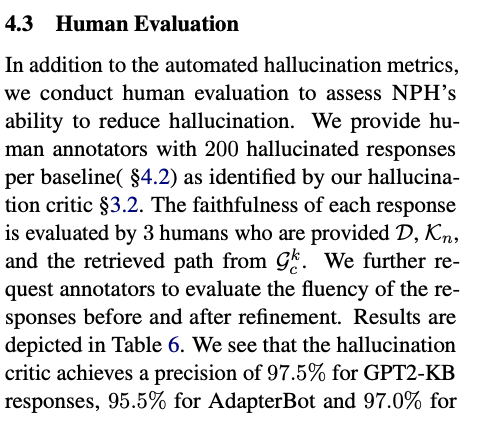 4.3 Human Evaluation
In addition to the automated hallucination metrics,
we conduct human evaluation to assess NPH's
ability to reduce hallucination. We provide hu-
man annotators with 200 hallucinated responses
per baseline( §4.2) as identified by our hallucina-
tion critic §3.2. The faithfulness of each response
is evaluated by 3 humans who are provided 𝒟, 𝒦ₙ,
and the retrieved path from 𝒢ᶜᵏ. We further re-
quest annotators to evaluate the fluency of the re-
sponses before and after refinement. Results are
depicted in Table 6. We see that the hallucination
critic achieves a precision of 97.5% for GPT2-KB
responses, 95.5% for AdapterBot and 97.0% for